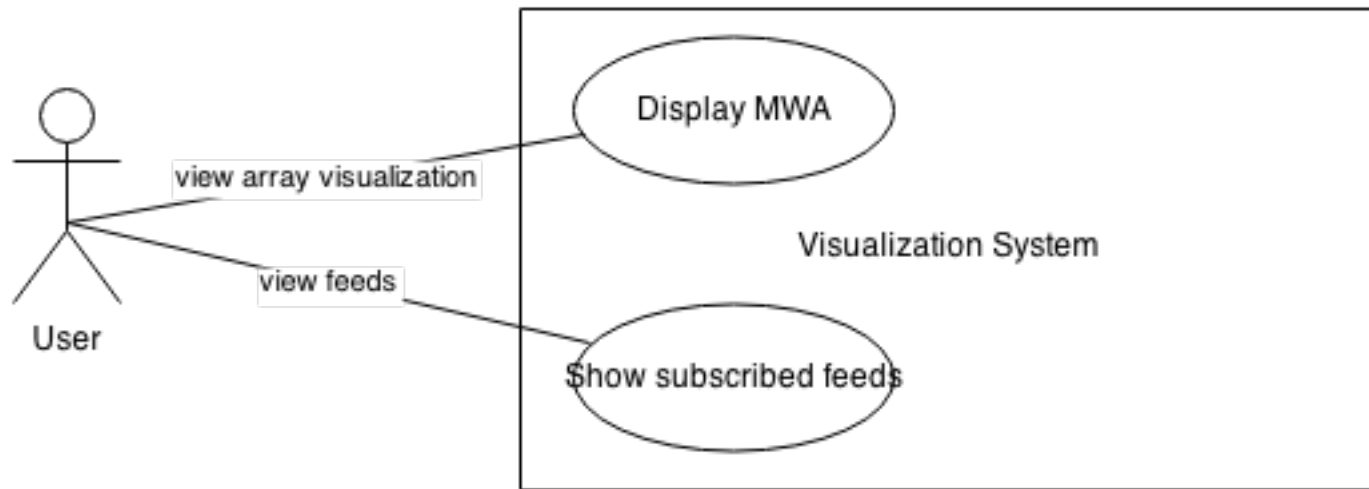 Display MWA
view array visualization
Visualization System
view feeds
User
Show subscribed feeds